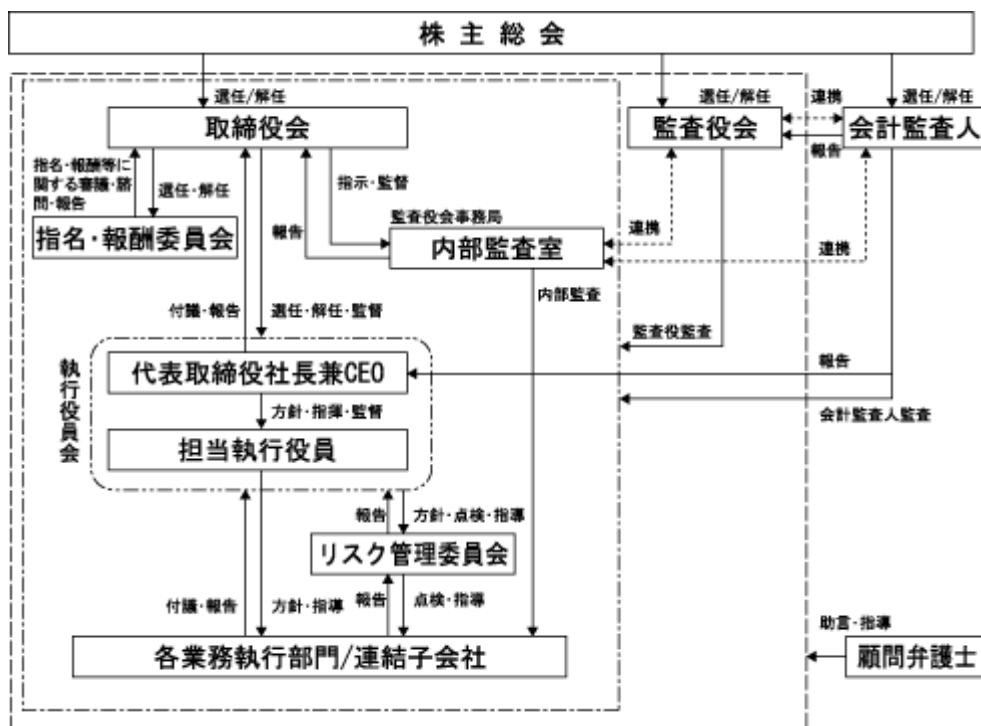 株主総会
選任/解任
選任/解任
連携
選任/解任
取締役会
監査役会
会計監査人
報告
指名・報酬等に
関する審議・諮
問・報告
選任・解任
指示・監督
監査役会事務局
指名・報酬委員会
報告
内部監査室
連携
連携
内部監査
付議・報告
選任・解任・監督
監査役監査
執行役員会
代表取締役社長兼CEO
報告
方針・指揮・監督
会計監査人監査
担当執行役員
報告
方針・点検・指導
リスク管理委員会
付議・報告
方針・指導
報告
点検・指導
助言・指導
各業務執行部門/連結子会社
顧問弁護士